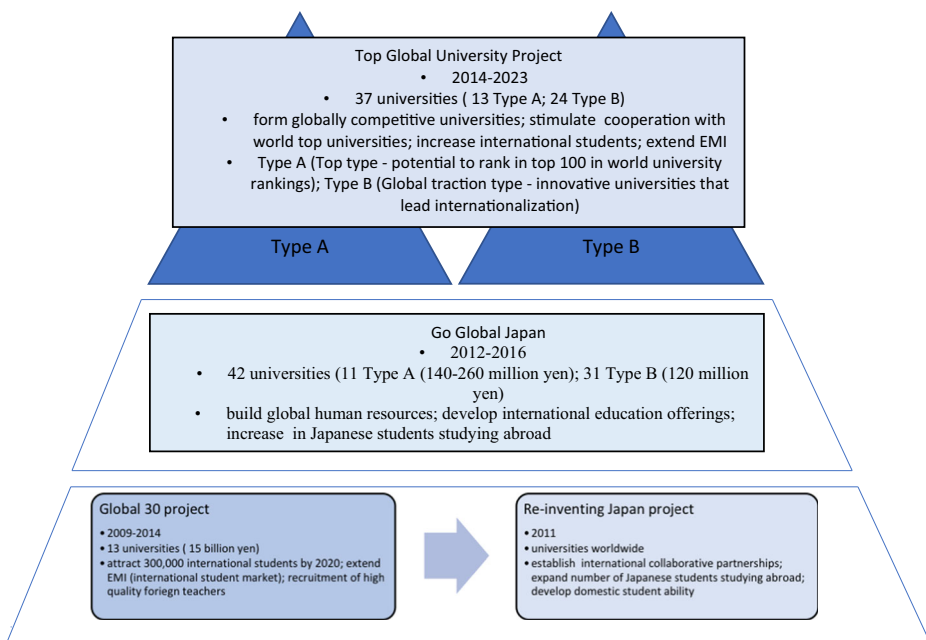 Top Global University Project
• 2014-2023
• 37 universities ( 13 Type A; 24 Type B)
• form globally competitive universities; stimulate cooperation with
world top universities; increase international students; extend EMI
• Type A (Top type - potential to rank in top 100 in world university
rankings); Type B (Global traction type - innovative universities that
lead internationalization)
Type A
Type B
Go Global Japan
• 2012-2016
• 42 universities (11 Type A (140-260 million yen); 31 Type B (120 million
yen)
• build global human resources; develop international education offerings;
increase in Japanese students studying abroad
Global 30 project
• 2009-2014
• 13 universities ( 15 billion yen)
• attract 300,000 international students by 2020; extend
EMI (international student market); recruitment of high
quality foriegn teachers
Re-inventing Japan project
• 2011
• universities worldwide
• establish international collaborative partnerships;
expand number of Japanese students studying abroad;
develop domestic student ability